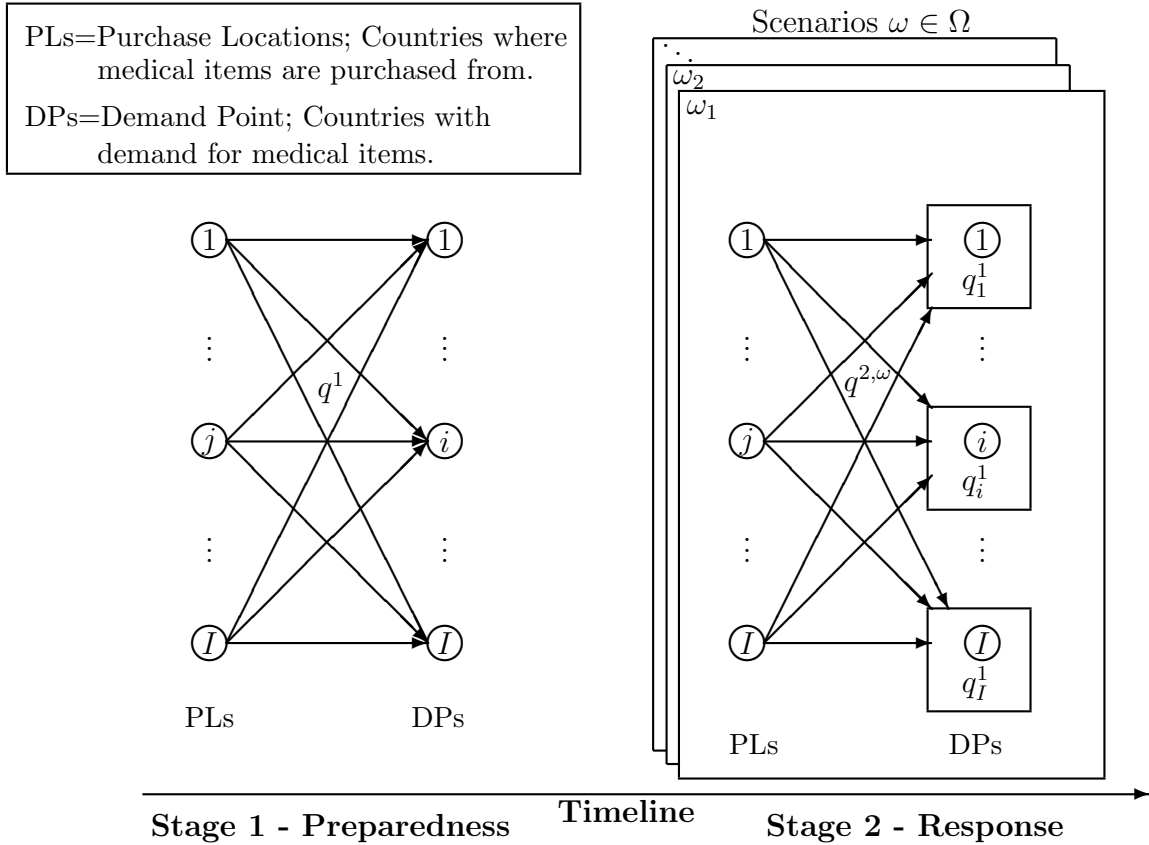 PLs=Purchase Locations; Countries where
medical items are purchased from.
DPs=Demand Point; Countries with
demand for medical items.
Scenarios ω ∈ Ω
⋱
ω₂
ω₁
1 1
⋮ ⋮
q¹
j i
⋮ ⋮
I I
PLs DPs
1 1
q₁¹
⋮ ⋮
q²,ω
j i
qᵢ¹
⋮ ⋮
I I
q_I¹
PLs DPs
Timeline
Stage 1 - Preparedness
Stage 2 - Response